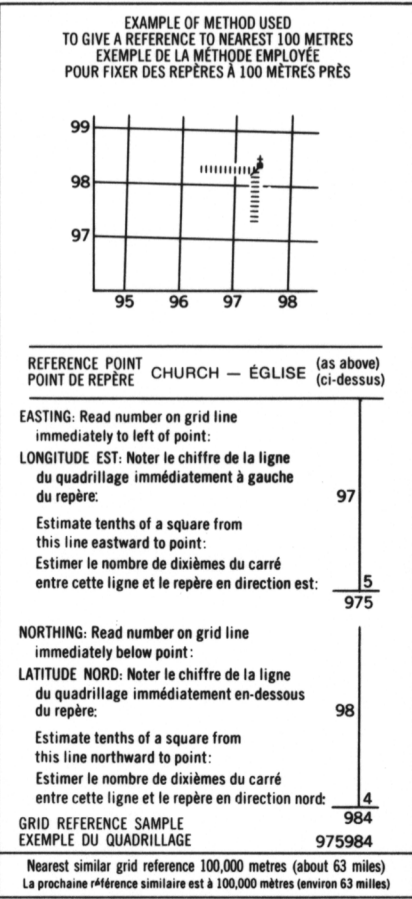 EXAMPLE OF METHOD USED
TO GIVE A REFERENCE TO NEAREST 100 METRES
EXEMPLE DE LA MÉTHODE EMPLOYÉE
POUR FIXER DES REPÈRES À 100 MÈTRES PRÈS
99
98
97
95 96 97 98
REFERENCE POINT
POINT DE REPÈRE
CHURCH — ÉGLISE
(as above)
(ci-dessus)
EASTING: Read number on grid line
immediately to left of point:
LONGITUDE EST: Noter le chiffre de la ligne
du quadrillage immédiatement à gauche
du repère: 97
Estimate tenths of a square from
this line eastward to point:
Estimer le nombre de dixièmes du carré
entre cette ligne et le repère en direction est: 5
975
NORTHING: Read number on grid line
immediately below point:
LATITUDE NORD: Noter le chiffre de la ligne
du quadrillage immédiatement en-dessous
du repère: 98
Estimate tenths of a square from
this line northward to point:
Estimer le nombre de dixièmes du carré
entre cette ligne et le repère en direction nord: 4
984
GRID REFERENCE SAMPLE
EXEMPLE DU QUADRILLAGE 975984
Nearest similar grid reference 100,000 metres (about 63 miles)
La prochaine référence similaire est à 100,000 mètres (environ 63 milles)